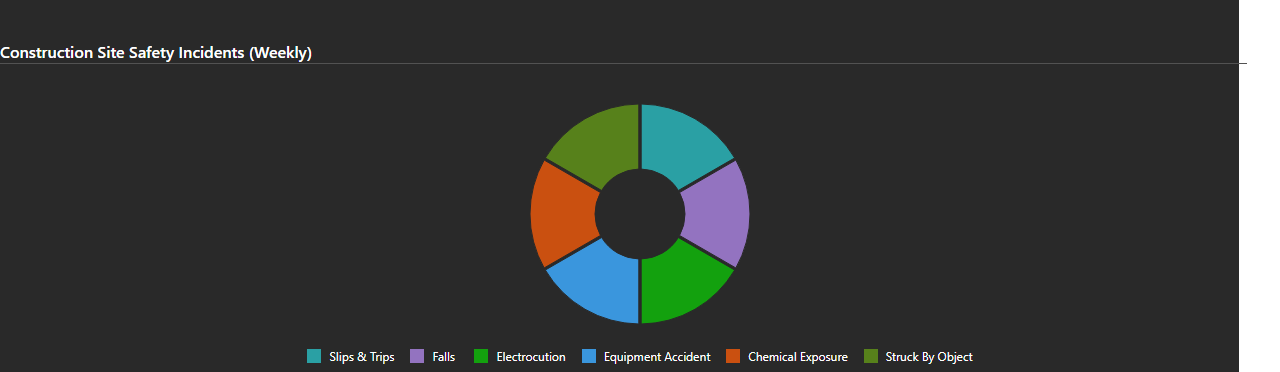 Construction Site Safety Incidents (Weekly)
Slips & Trips Falls Electrocution Equipment Accident Chemical Exposure Struck By Object